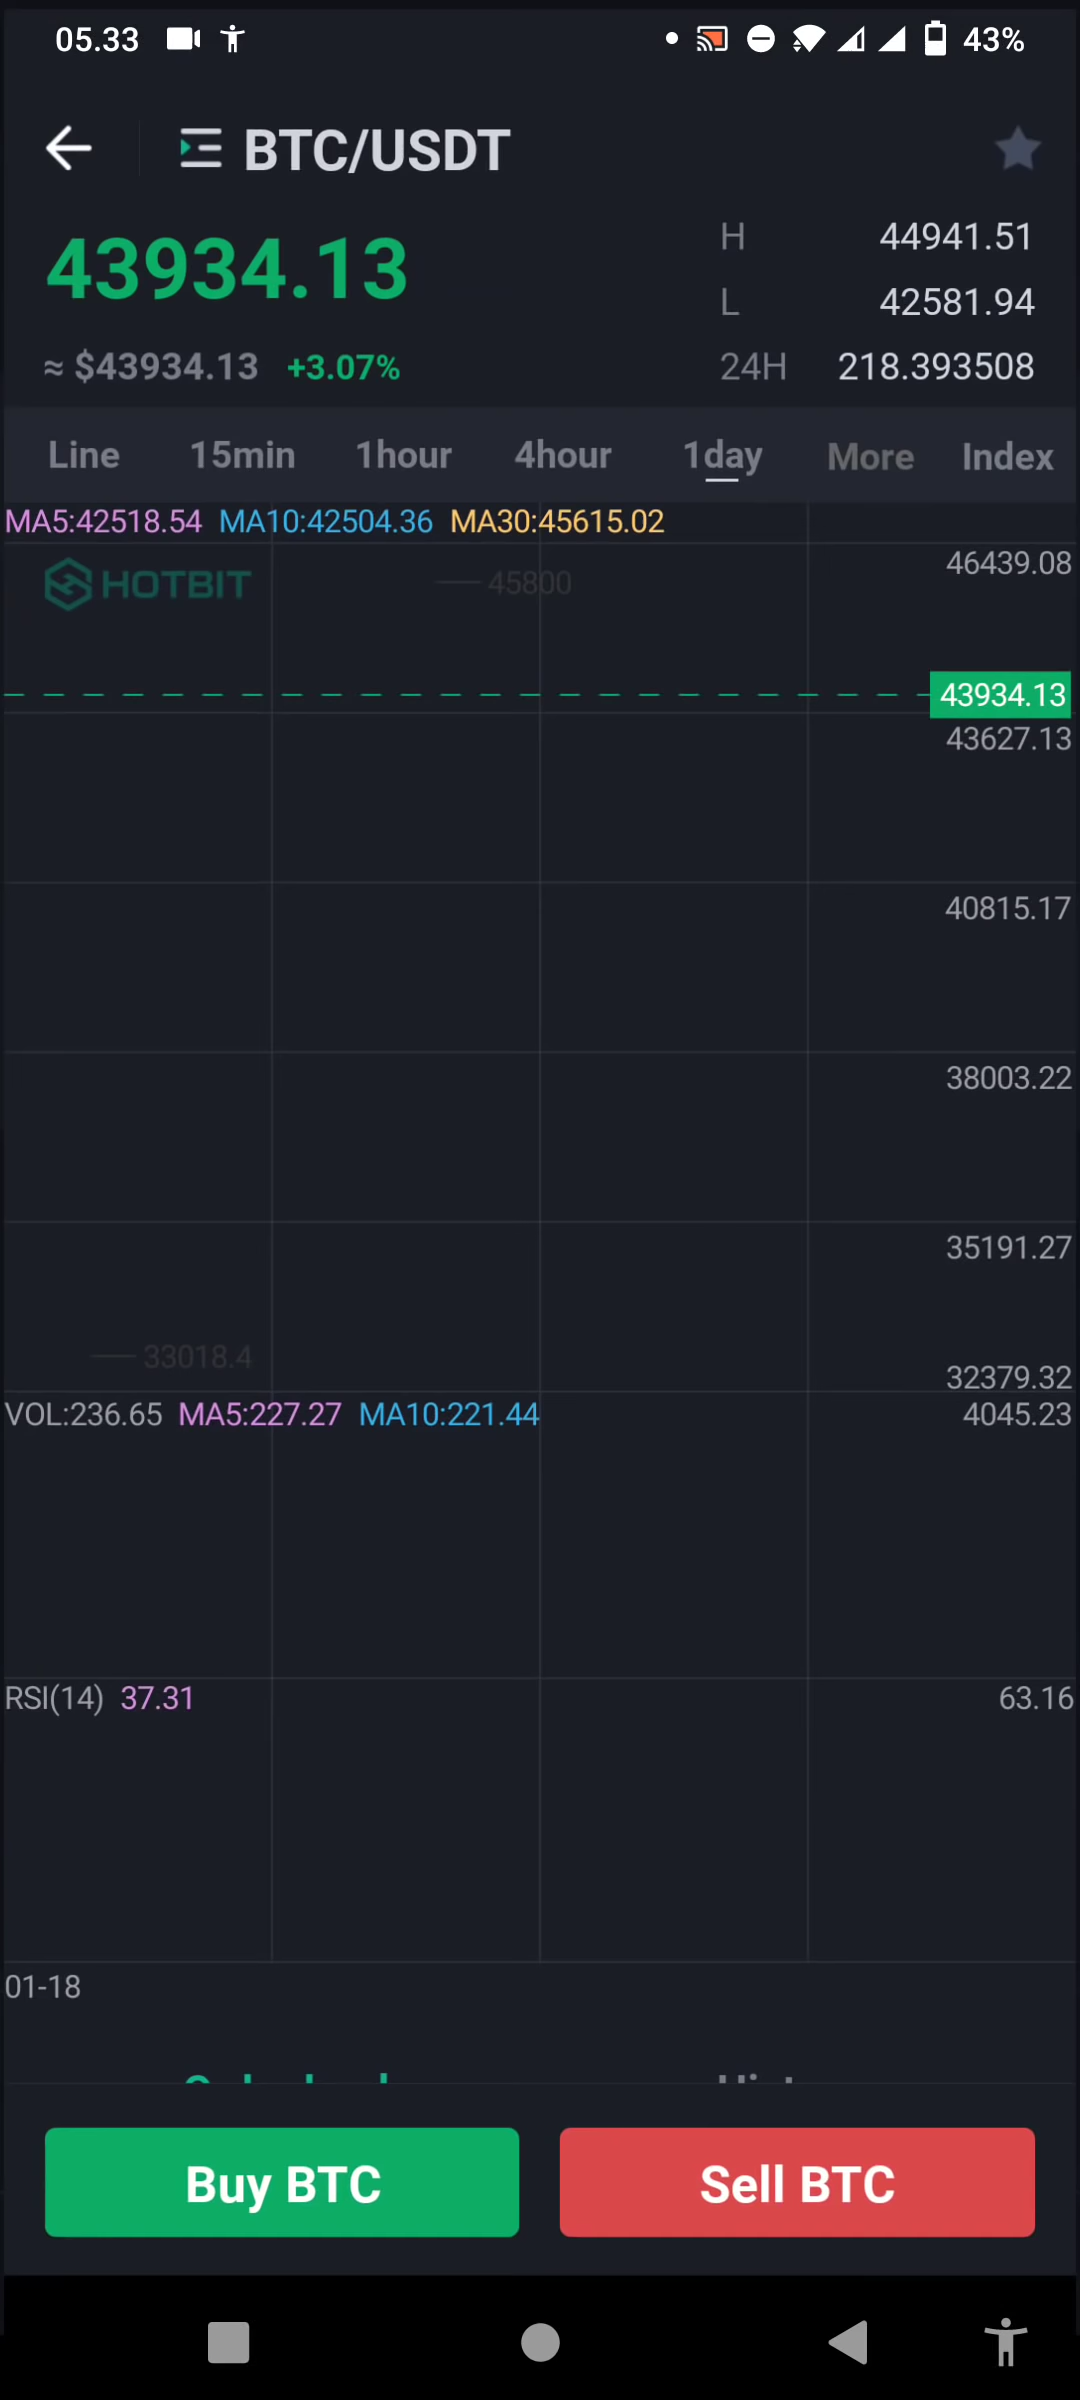 05.33 43%
BTC/USDT
43934.13 H 44941.51
L 42581.94
≈ $43934.13 +3.07% 24H 218.393508
Line 15min 1hour 4hour 1day More Index
MA5:42518.54 MA10:42504.36 MA30:45615.02
46439.08
HOTBIT 45800
43934.13
43627.13
40815.17
38003.22
35191.27
33018.4
32379.32
VOL:236.65 MA5:227.27 MA10:221.44 4045.23
RSI(14) 37.31 63.16
01-18
Buy BTC Sell BTC